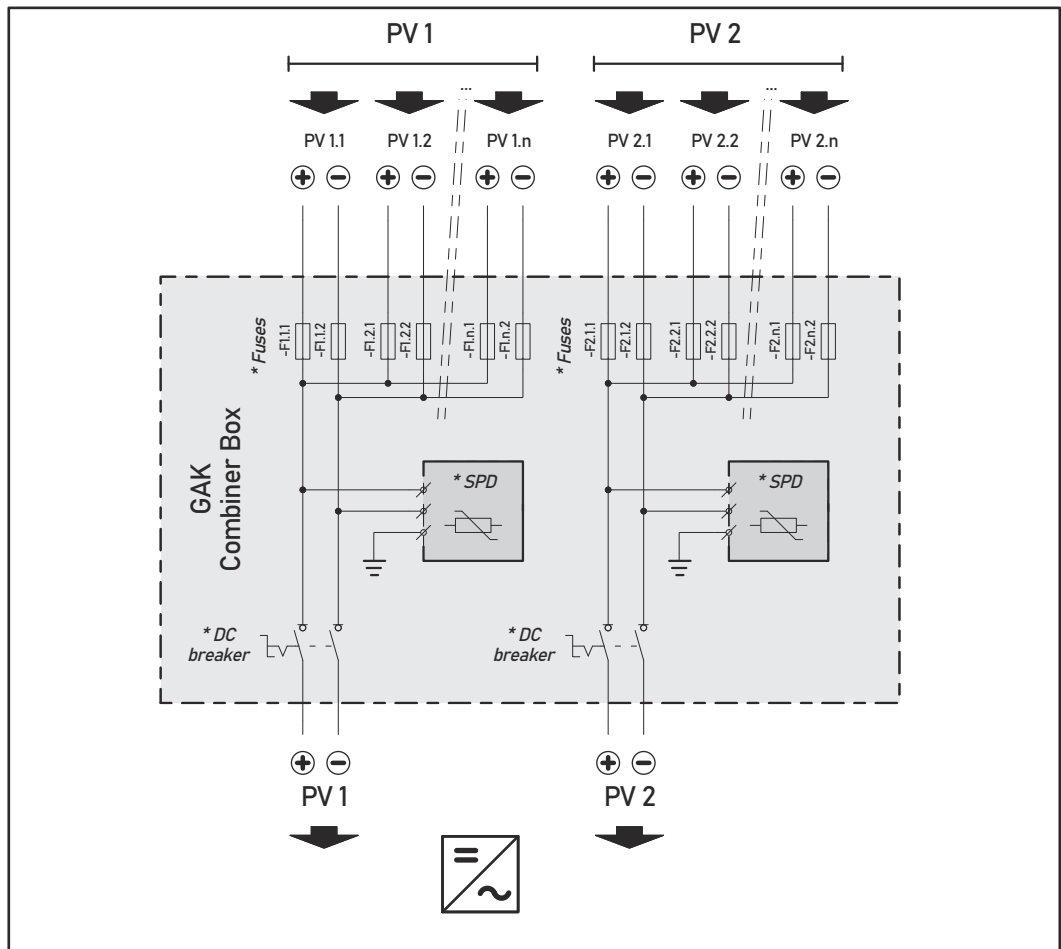 PV 1
PV 2
...
...
PV 1.1
PV 1.2
PV 1.n
PV 2.1
PV 2.2
PV 2.n
+ − + − + − + − + − + −
* Fuses
-F1.1.1
-F1.1.2
-F1.2.1
-F1.2.2
-F1.n.1
-F1.n.2
* Fuses
-F2.1.1
-F2.1.2
-F2.2.1
-F2.2.2
-F2.n.1
-F2.n.2
GAK
Combiner Box
* SPD
* SPD
* DC
breaker
* DC
breaker
+ − + −
PV 1
PV 2